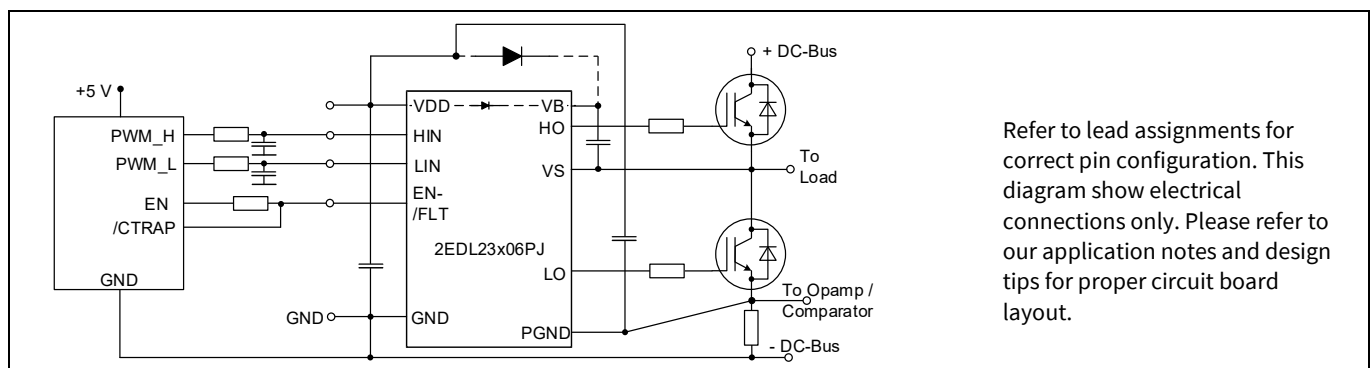 + DC-Bus
+5 V
VDD
VB
PWM_H
HIN
HO
PWM_L
LIN
VS
To
Load
EN
EN-
/FLT
/CTRAP
2EDL23x06PJ
LO
GND
To Opamp /
Comparator
GND
GND
PGND
- DC-Bus
Refer to lead assignments for
correct pin configuration. This
diagram show electrical
connections only. Please refer to
our application notes and design
tips for proper circuit board
layout.